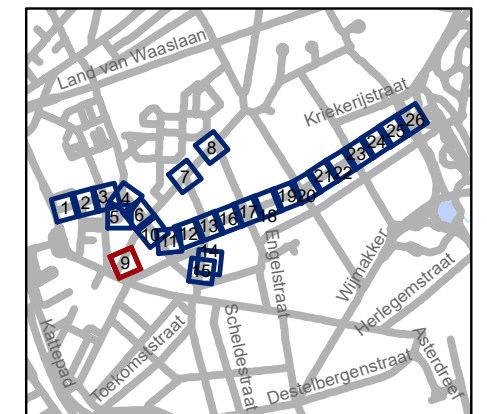 Land van Waaslaan
Kriekerijstraat
8
7
26
25
24
23
22
21
20
19
18
17
16
13
12
11
10
1
2
3
4
5
6
9
14
15
Engelstraat
Wijmakker
Herlegemstraat
Kattepad
Toekomststraat
Scheldestraat
Destelbergenstraat
Asterdreef